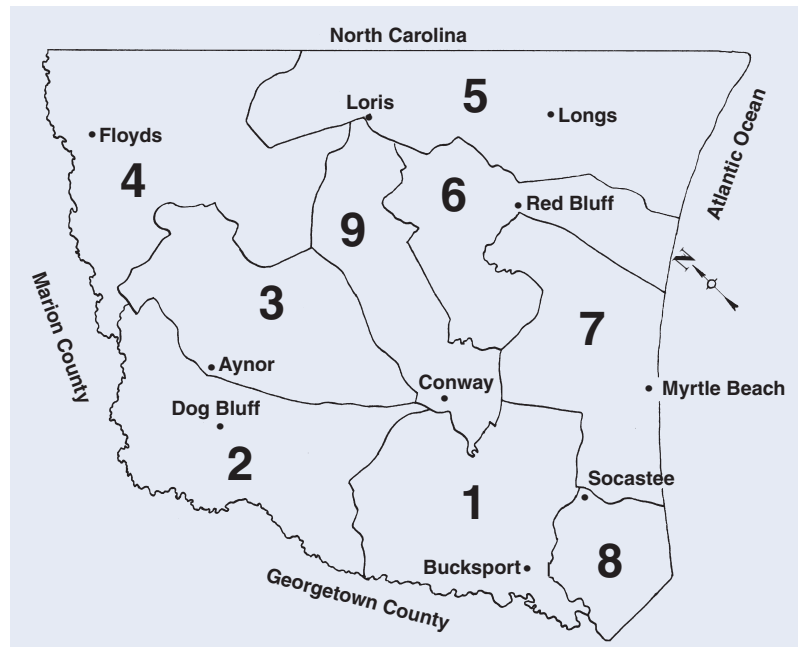 North Carolina
5
Loris
Longs
Floyds
4
Atlantic Ocean
6
Red Bluff
9
N
Marion County
3
7
Aynor
Conway
Myrtle Beach
Dog Bluff
2
Socastee
1
8
Bucksport
Georgetown County